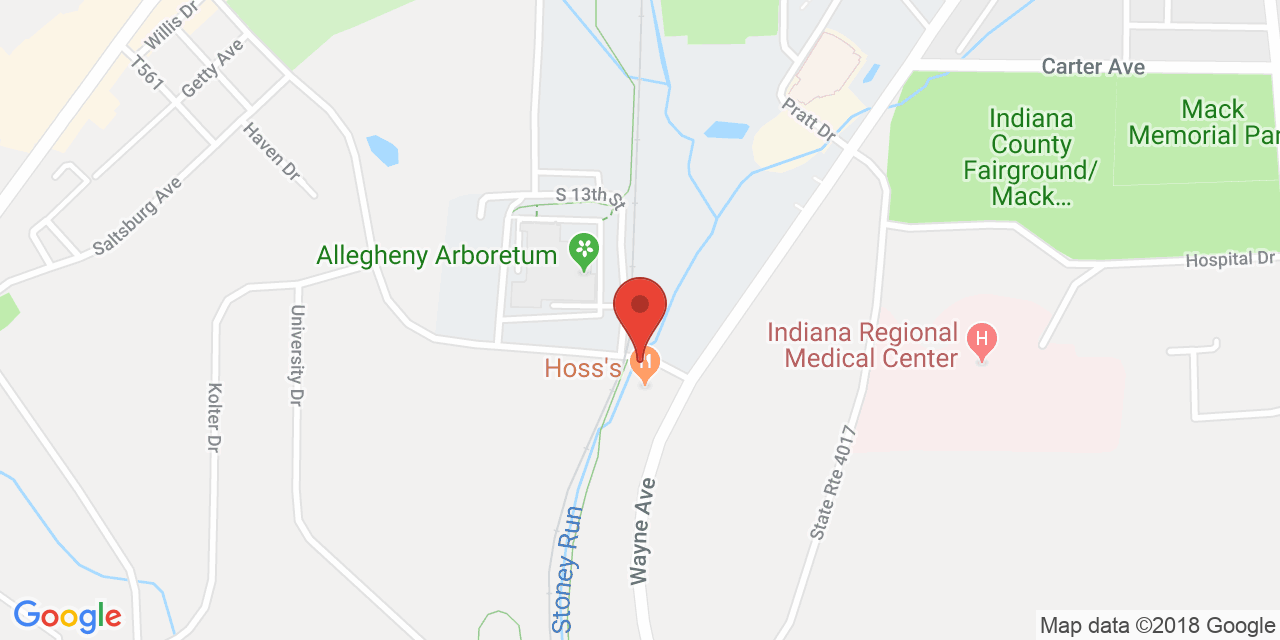 Willis Dr
Getty Ave
T561
Haven Dr
Saltsburg Ave
Carter Ave
Pratt Dr
Indiana
County
Fairground/
Mack...
Mack
Memorial Par
S 13th St
Allegheny Arboretum
Hospital Dr
University Dr
Kolter Dr
Hoss's
Indiana Regional
Medical Center
H
State Rte 4017
Wayne Ave
Stoney Run
Google
Map data ©2018 Google